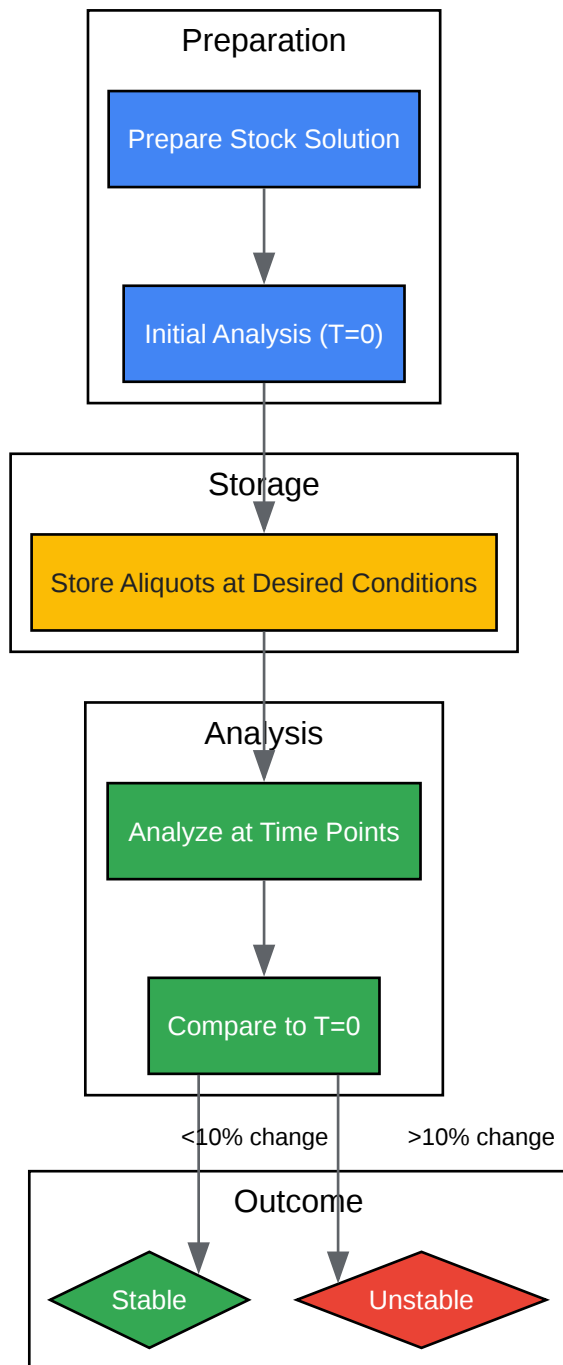 Preparation
Prepare Stock Solution
Initial Analysis (T=0)
Storage
Store Aliquots at Desired Conditions
Analysis
Analyze at Time Points
Compare to T=0
<10% change
>10% change
Outcome
Stable
Unstable